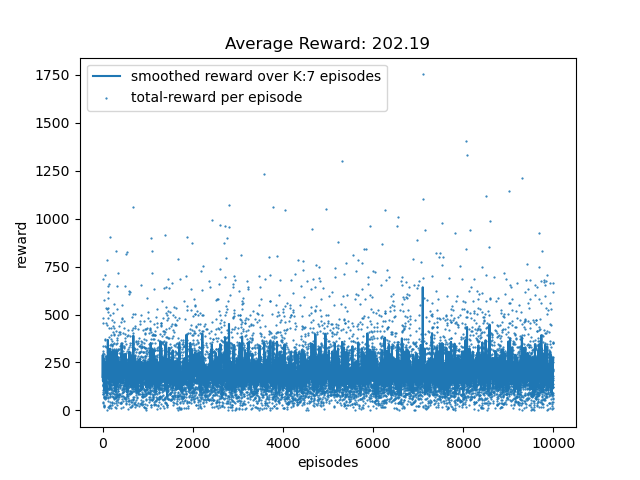 Average Reward: 202.19
smoothed reward over K:7 episodes
total-reward per episode
1750
1500
1250
1000
750
500
250
0
reward
0 2000 4000 6000 8000 10000
episodes